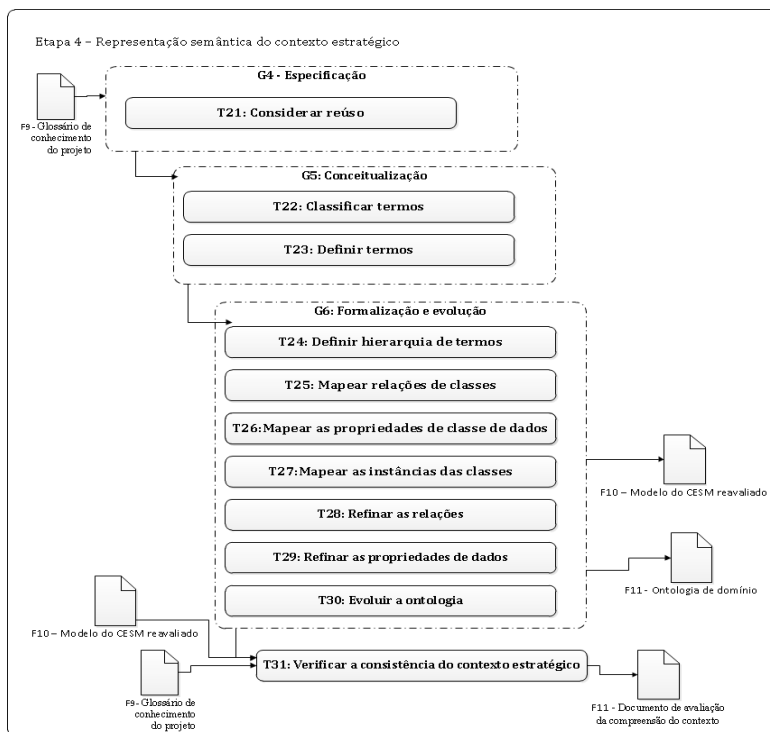 Etapa 4 – Representação semântica do contexto estratégico
G4 - Especificação
T21: Considerar reúso
F9 - Glossário de
conhecimento
do projeto
G5: Conceitualização
T22: Classificar termos
T23: Definir termos
G6: Formalização e evolução
T24: Definir hierarquia de termos
T25: Mapear relações de classes
T26:Mapear as propriedades de classe de dados
T27:Mapear as instâncias das classes
T28: Refinar as relações
T29: Refinar as propriedades de dados
T30: Evoluir a ontologia
F10 – Modelo do CESM reavaliado
F11 - Ontologia de domínio
F10 – Modelo do CESM reavaliado
T31: Verificar a consistência do contexto estratégico
F9- Glossário de
conhecimento
do projeto
F11 - Documento de avaliação
da compreensão do contexto